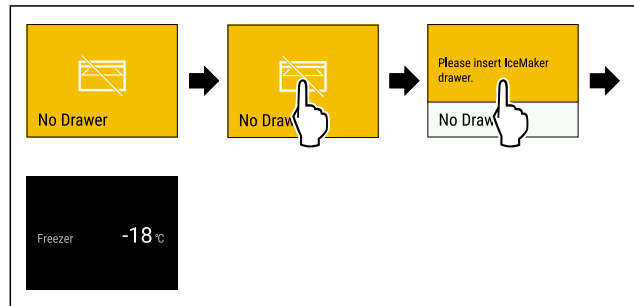 No Drawer
No Draw
Please insert IceMaker
drawer.
No Draw
Freezer -18 °C